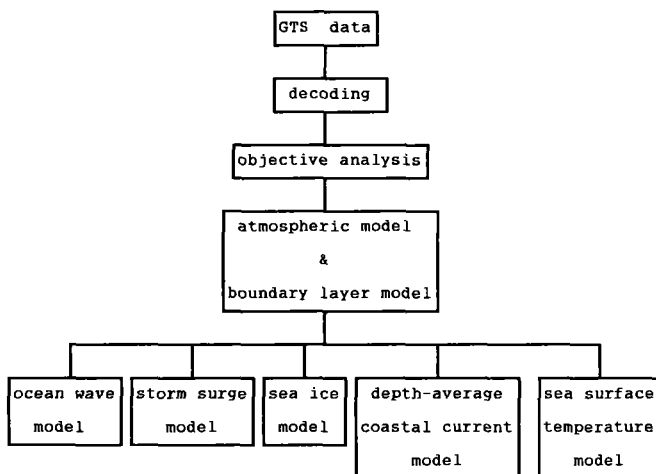 GTS data
decoding
objective analysis
atmospheric model
&
boundary layer model
ocean wave
model
storm surge
model
sea ice
model
depth-average
coastal current
model
sea surface
temperature
model